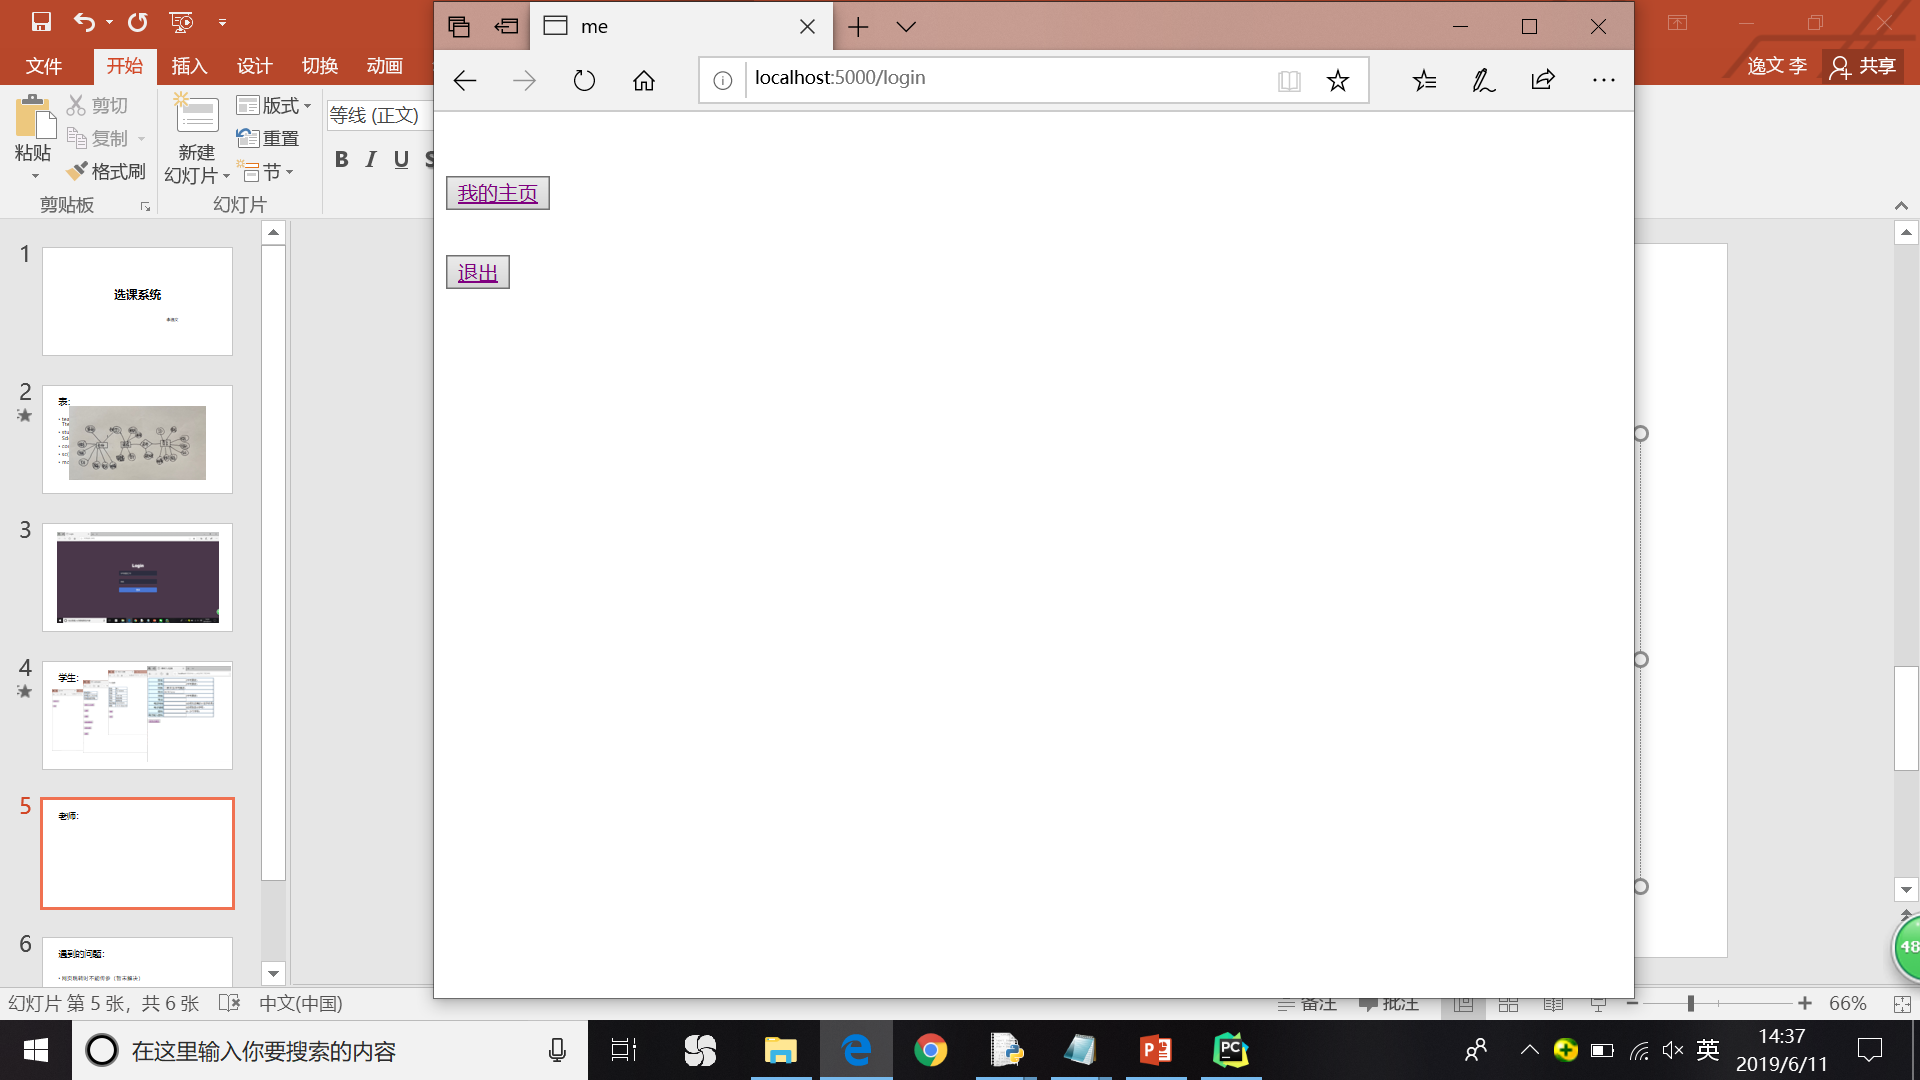 me
文件
开始
插入
设计
切换
动画
逸文 李
共享
localhost:5000/login
粘贴
剪切
复制
格式刷
剪贴板
新建
幻灯片
版式
重置
节
幻灯片
等线 (正文)
B I U S
我的主页
退出
1
选课系统
2
表:
3
Login
4
学生:
5
老师:
6
遇到的问题:
幻灯片 第 5 张，共 6 张
中文(中国)
备注
批注
66%
48
在这里输入你要搜索的内容
英
14:37
2019/6/11